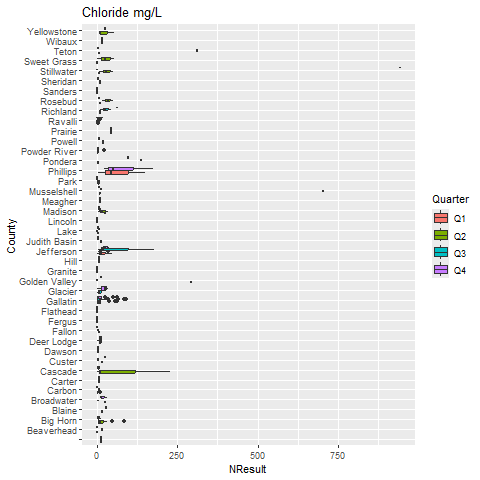 Chloride mg/L
Yellowstone
Wibaux
Teton
Sweet Grass
Stillwater
Sheridan
Sanders
Rosebud
Richland
Ravalli
Prairie
Powell
Powder River
Pondera
Phillips
Park
Musselshell
Meagher
Madison
Lincoln
Lake
Judith Basin
Jefferson
Hill
Granite
Golden Valley
Glacier
Gallatin
Flathead
Fergus
Fallon
Deer Lodge
Dawson
Custer
Cascade
Carter
Carbon
Broadwater
Blaine
Big Horn
Beaverhead
County
0 250 500 750
NResult
Quarter
Q1
Q2
Q3
Q4